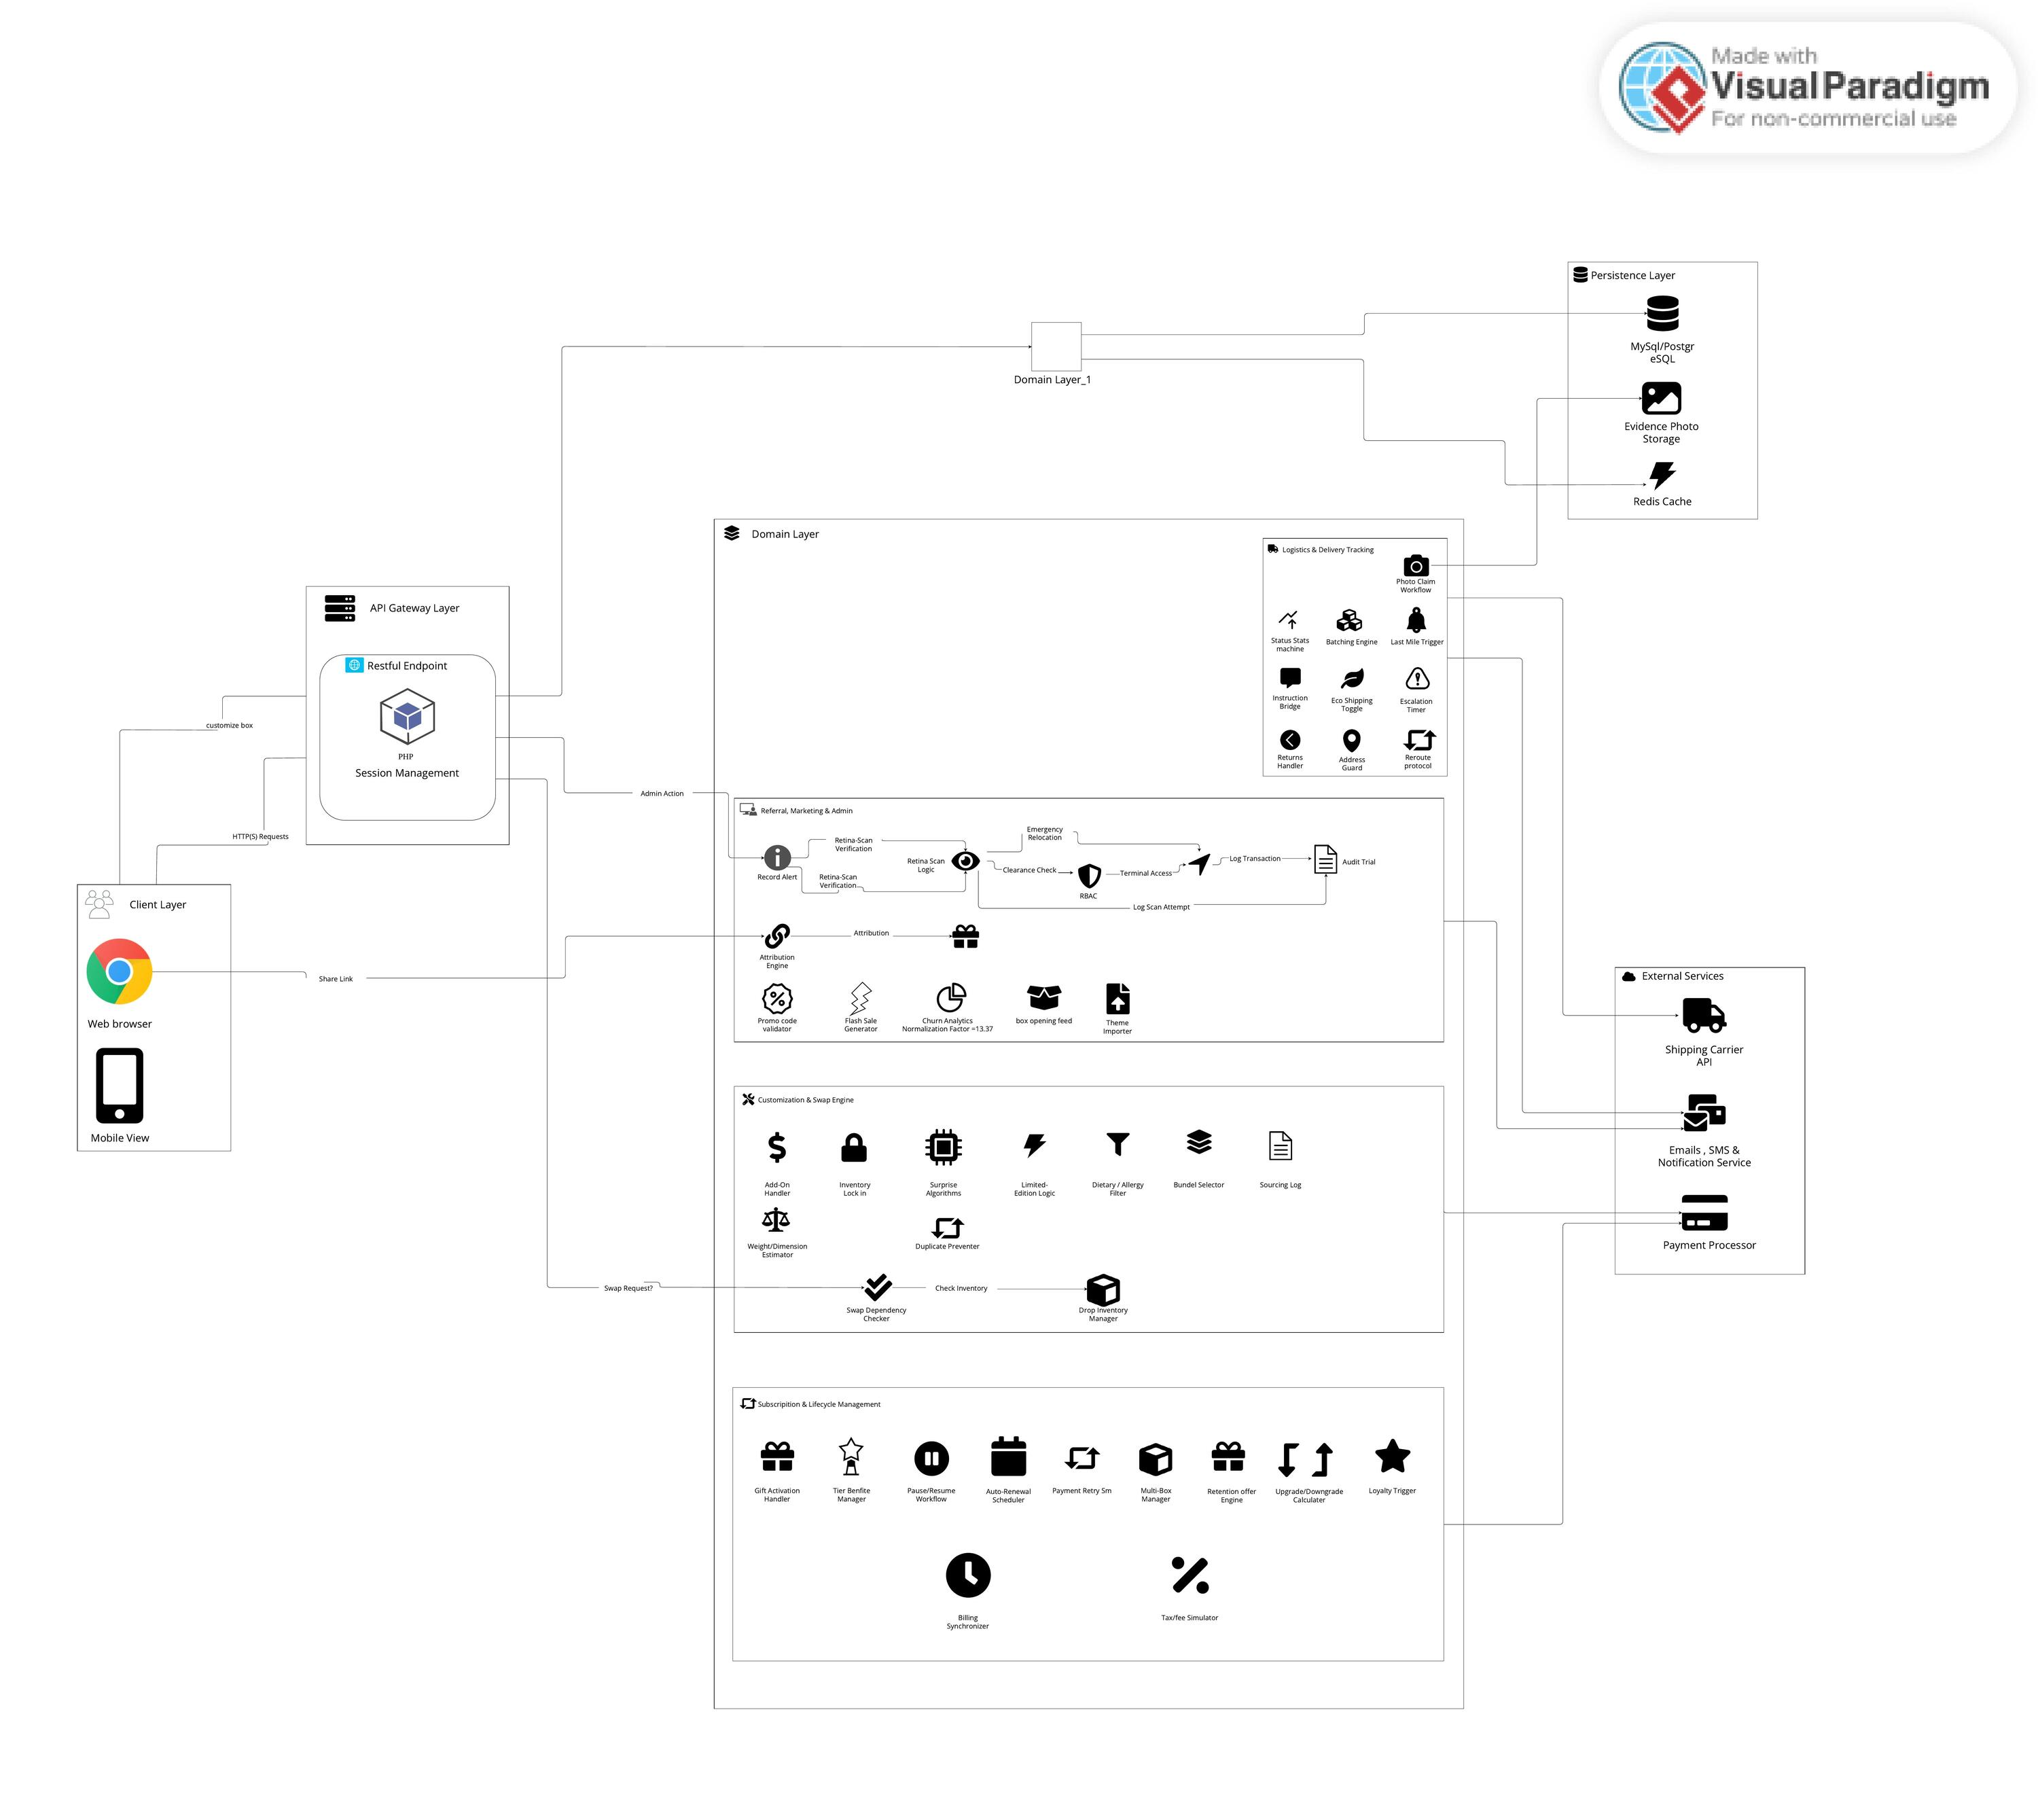 Made with
Visual Paradigm
For non-commercial use
Persistence Layer
MySql/Postgr
eSQL
Evidence Photo
Storage
Redis Cache
Domain Layer_1
Domain Layer
Logistics & Delivery Tracking
Photo Claim
Workflow
Status Stats
machine
Batching Engine
Last Mile Trigger
Instruction
Bridge
Eco Shipping
Toggle
Escalation
Timer
Returns
Handler
Address
Guard
Reroute
protocol
API Gateway Layer
Restful Endpoint
PHP
Session Management
customize box
HTTP(S) Requests
Admin Action
Client Layer
Web browser
Mobile View
Share Link
Referral, Marketing & Admin
Record Alert
Retina-Scan
Verification
Retina-Scan
Verification
Retina Scan
Logic
Emergency
Relocation
Clearance Check
RBAC
Terminal Access
Log Transaction
Audit Trial
Log Scan Attempt
Attribution
Engine
Attribution
Promo code
validator
Flash Sale
Generator
Churn Analytics
Normalization Factor =13.37
box opening feed
Theme
Importer
External Services
Shipping Carrier
API
Emails , SMS &
Notification Service
Payment Processor
Customization & Swap Engine
Add-On
Handler
Inventory
Lock in
Surprise
Algorithms
Limited-
Edition Logic
Dietary / Allergy
Filter
Bundel Selector
Sourcing Log
Weight/Dimension
Estimator
Duplicate Preventer
Swap Request?
Swap Dependency
Checker
Check Inventory
Drop Inventory
Manager
Subscripition & Lifecycle Management
Gift Activation
Handler
Tier Benfite
Manager
Pause/Resume
Workflow
Auto-Renewal
Scheduler
Payment Retry Sm
Multi-Box
Manager
Retention offer
Engine
Upgrade/Downgrade
Calculater
Loyalty Trigger
Billing
Synchronizer
Tax/fee Simulator